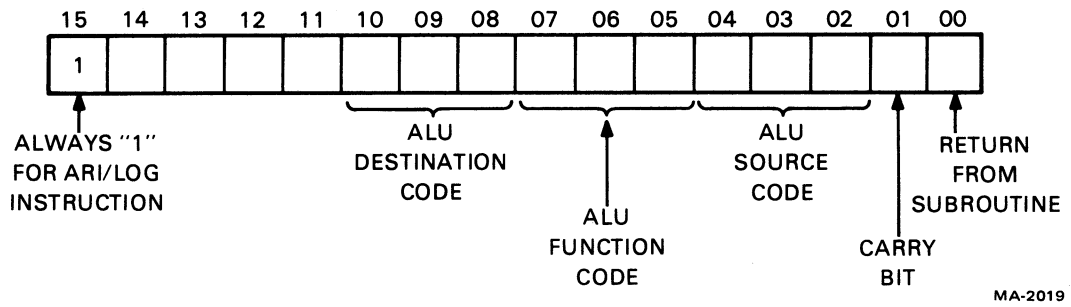 15 14 13 12 11 10 09 08 07 06 05 04 03 02 01 00
1
ALWAYS "1"
FOR ARI/LOG
INSTRUCTION
ALU
DESTINATION
CODE
ALU
FUNCTION
CODE
ALU
SOURCE
CODE
CARRY
BIT
RETURN
FROM
SUBROUTINE
MA-2019